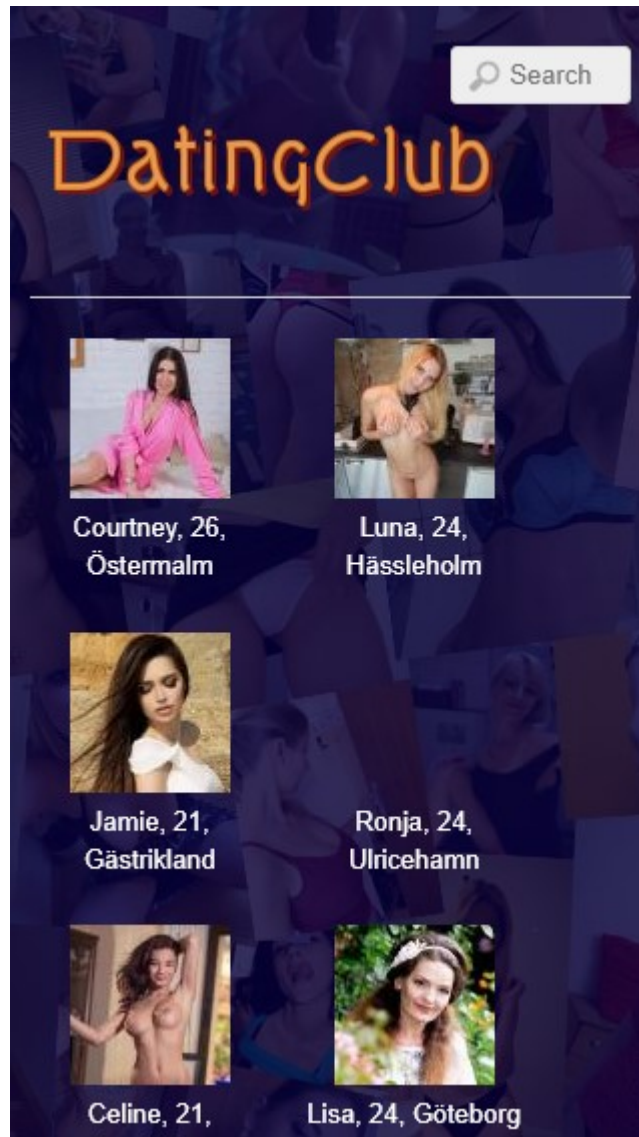 Search
DatingClub
Courtney, 26,
Östermalm
Luna, 24,
Hässleholm
Jamie, 21,
Gästrikland
Ronja, 24,
Ulricehamn
Celine, 21,
Lisa, 24, Göteborg